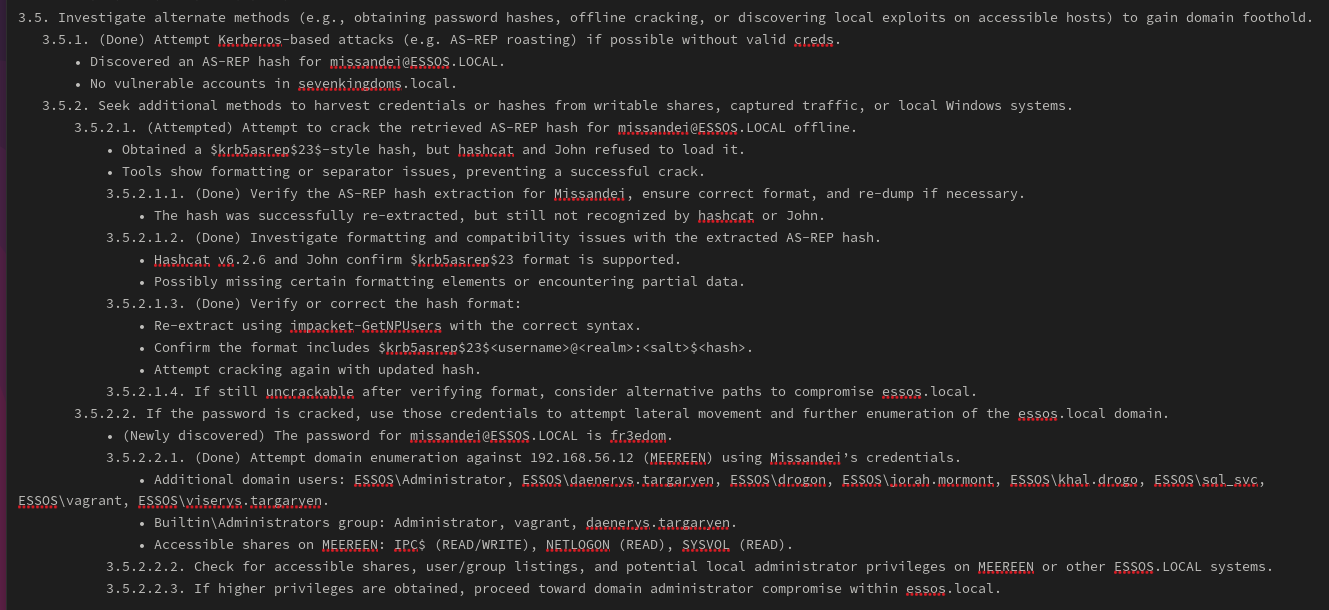 3.5. Investigate alternate methods (e.g., obtaining password hashes, offline cracking, or discovering local exploits on accessible hosts) to gain domain foothold.
3.5.1. (Done) Attempt Kerberos-based attacks (e.g. AS-REP roasting) if possible without valid creds.
• Discovered an AS-REP hash for missandei@ESSOS.LOCAL.
• No vulnerable accounts in sevenkingdoms.local.
3.5.2. Seek additional methods to harvest credentials or hashes from writable shares, captured traffic, or local Windows systems.
3.5.2.1. (Attempted) Attempt to crack the retrieved AS-REP hash for missandei@ESSOS.LOCAL offline.
• Obtained a $krb5asrep$23$-style hash, but hashcat and John refused to load it.
• Tools show formatting or separator issues, preventing a successful crack.
3.5.2.1.1. (Done) Verify the AS-REP hash extraction for Missandei, ensure correct format, and re-dump if necessary.
• The hash was successfully re-extracted, but still not recognized by hashcat or John.
3.5.2.1.2. (Done) Investigate formatting and compatibility issues with the extracted AS-REP hash.
• Hashcat v6.2.6 and John confirm $krb5asrep$23 format is supported.
• Possibly missing certain formatting elements or encountering partial data.
3.5.2.1.3. (Done) Verify or correct the hash format:
• Re-extract using impacket-GetNPUsers with the correct syntax.
• Confirm the format includes $krb5asrep$23$<username>@<realm>:<salt>$<hash>.
• Attempt cracking again with updated hash.
3.5.2.1.4. If still uncrackable after verifying format, consider alternative paths to compromise essos.local.
3.5.2.2. If the password is cracked, use those credentials to attempt lateral movement and further enumeration of the essos.local domain.
• (Newly discovered) The password for missandei@ESSOS.LOCAL is fr3edom.
3.5.2.2.1. (Done) Attempt domain enumeration against 192.168.56.12 (MEEREEN) using Missandei's credentials.
• Additional domain users: ESSOS\Administrator, ESSOS\daenerys.targaryen, ESSOS\drogon, ESSOS\jorah.mormont, ESSOS\khal.drogo, ESSOS\sql_svc,
ESSOS\vagrant, ESSOS\viserys.targaryen.
• Builtin\Administrators group: Administrator, vagrant, daenerys.targaryen.
• Accessible shares on MEEREEN: IPC$ (READ/WRITE), NETLOGON (READ), SYSVOL (READ).
3.5.2.2.2. Check for accessible shares, user/group listings, and potential local administrator privileges on MEEREEN or other ESSOS.LOCAL systems.
3.5.2.2.3. If higher privileges are obtained, proceed toward domain administrator compromise within essos.local.